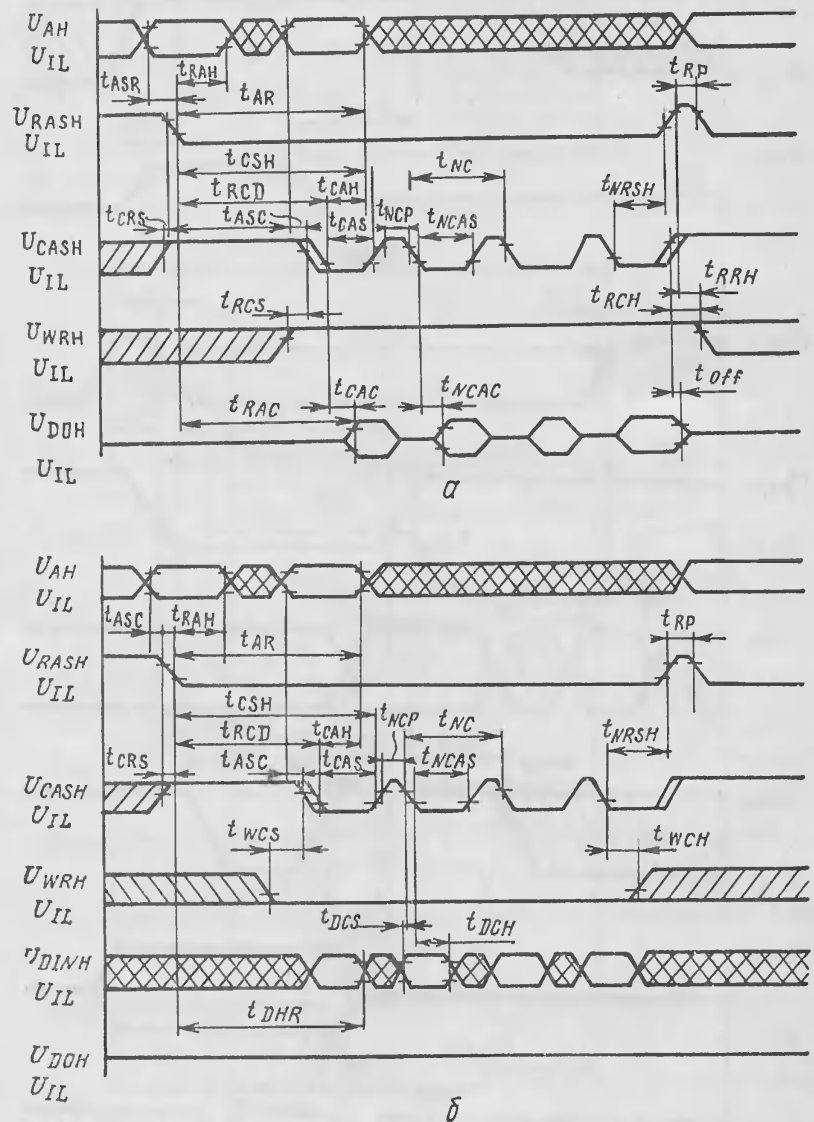 U_AH
U_IL
t_ASR
t_RAH
t_AR
t_RP
U_RASH
U_IL
t_CSH
t_RCD
t_CAH
t_NC
t_CRS
t_ASC
t_CAS
t_NCP
t_NCAS
t_NRSH
U_CASH
U_IL
t_RCS
t_RCH
t_RRH
U_WRH
U_IL
t_RAC
t_CAC
t_NCAC
t_Off
U_DOH
U_IL
а
U_AH
U_IL
t_ASC
t_RAH
t_AR
t_RP
U_RASH
U_IL
t_CSH
t_RCD
t_CAH
t_NCP
t_NC
t_NRSH
t_CRS
t_ASC
t_CAS
t_NCAS
U_CASH
U_IL
t_WCS
t_WCH
U_WRH
U_IL
t_DCS
t_DCH
U_DINH
U_IL
t_DHR
U_DOH
U_IL
б